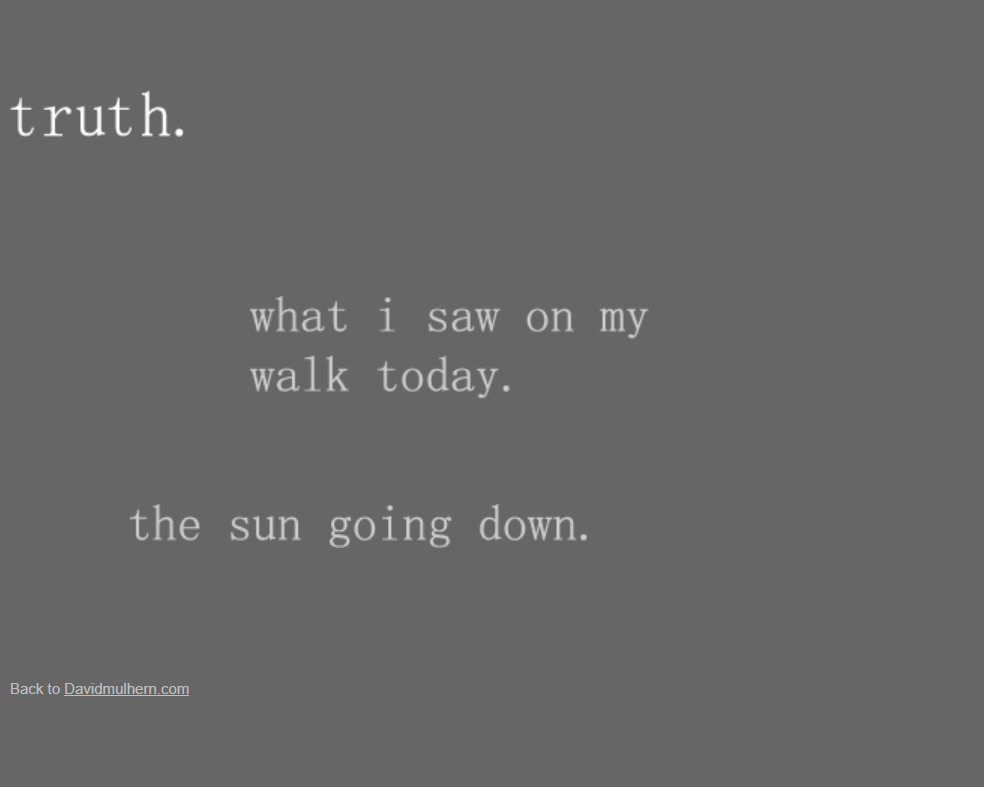 truth.
what i saw on my
walk today.
the sun going down.
Back to Davidmulhern.com